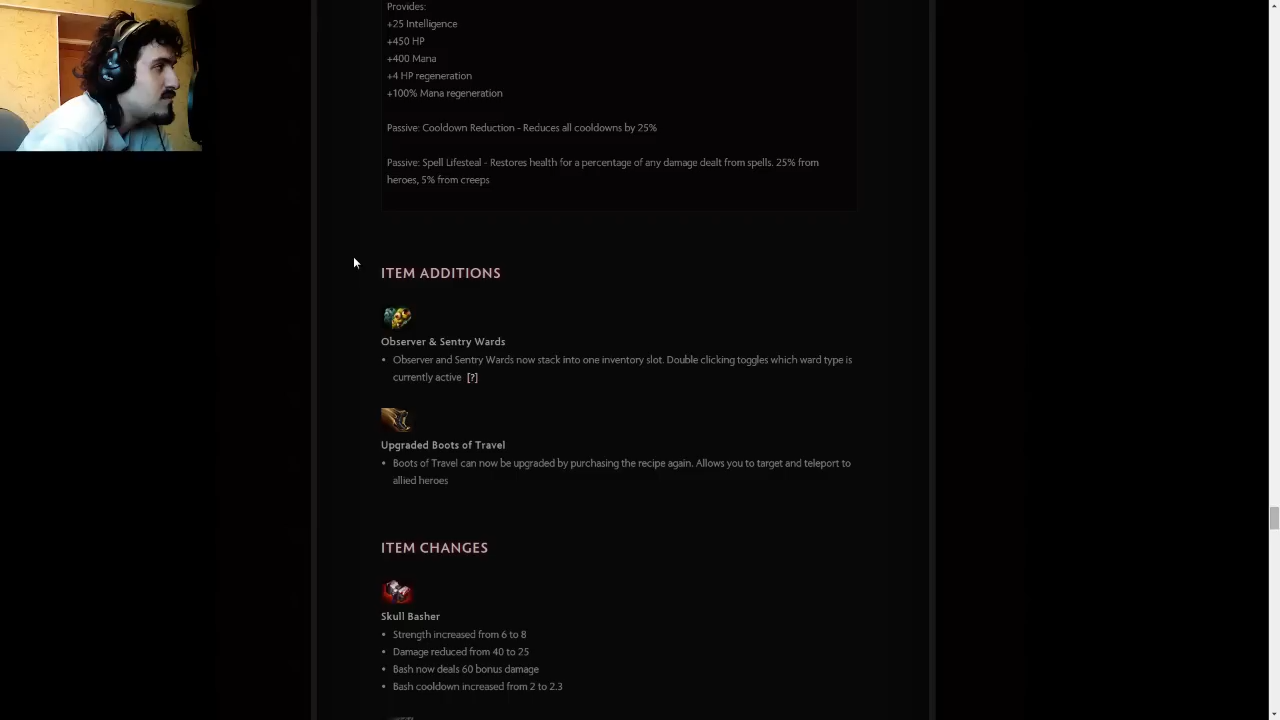 Provides:
+25 Intelligence
+450 HP
+400 Mana
+4 HP regeneration
+100% Mana regeneration
Passive: Cooldown Reduction - Reduces all cooldowns by 25%
Passive: Spell Lifesteal - Restores health for a percentage of any damage dealt from spells. 25% from
heroes, 5% from creeps
ITEM ADDITIONS
Observer & Sentry Wards
• Observer and Sentry Wards now stack into one inventory slot. Double clicking toggles which ward type is
currently active [?]
Upgraded Boots of Travel
• Boots of Travel can now be upgraded by purchasing the recipe again. Allows you to target and teleport to
allied heroes
ITEM CHANGES
Skull Basher
• Strength increased from 6 to 8
• Damage reduced from 40 to 25
• Bash now deals 60 bonus damage
• Bash cooldown increased from 2 to 2.3